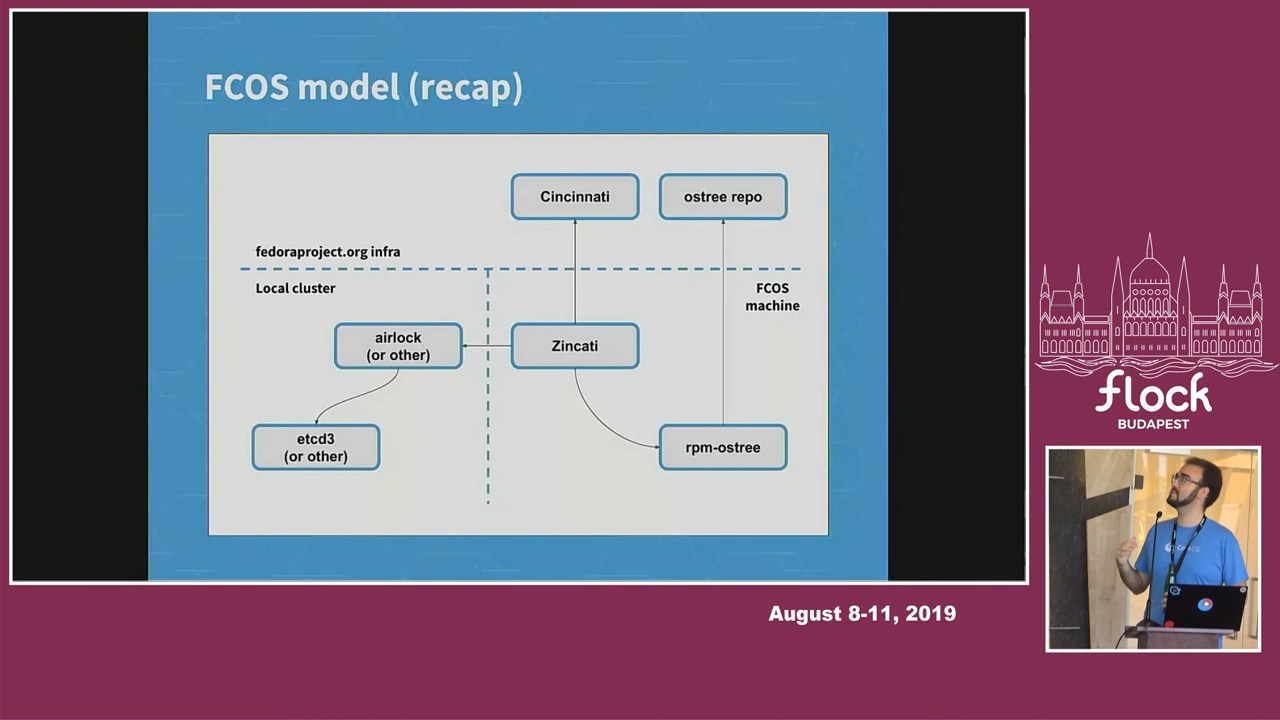 FCOS model (recap)
Cincinnati
ostree repo
fedoraproject.org infra
Local cluster
FCOS
machine
airlock
(or other)
Zincati
etcd3
(or other)
rpm-ostree
flock
BUDAPEST
August 8-11, 2019
CoreOS